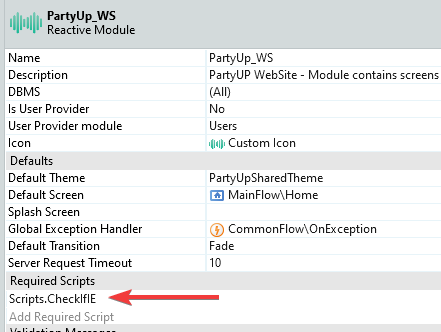 PartyUp_WS
Reactive Module
Name PartyUp_WS
Description PartyUP WebSite - Module contains screens
DBMS (All)
Is User Provider No
User Provider module Users
Icon Custom Icon
Defaults
Default Theme PartyUpSharedTheme
Default Screen MainFlow\Home
Splash Screen
Global Exception Handler CommonFlow\OnException
Default Transition Fade
Server Request Timeout 10
Required Scripts
Scripts.CheckIfIE
Add Required Script
Validation Messages